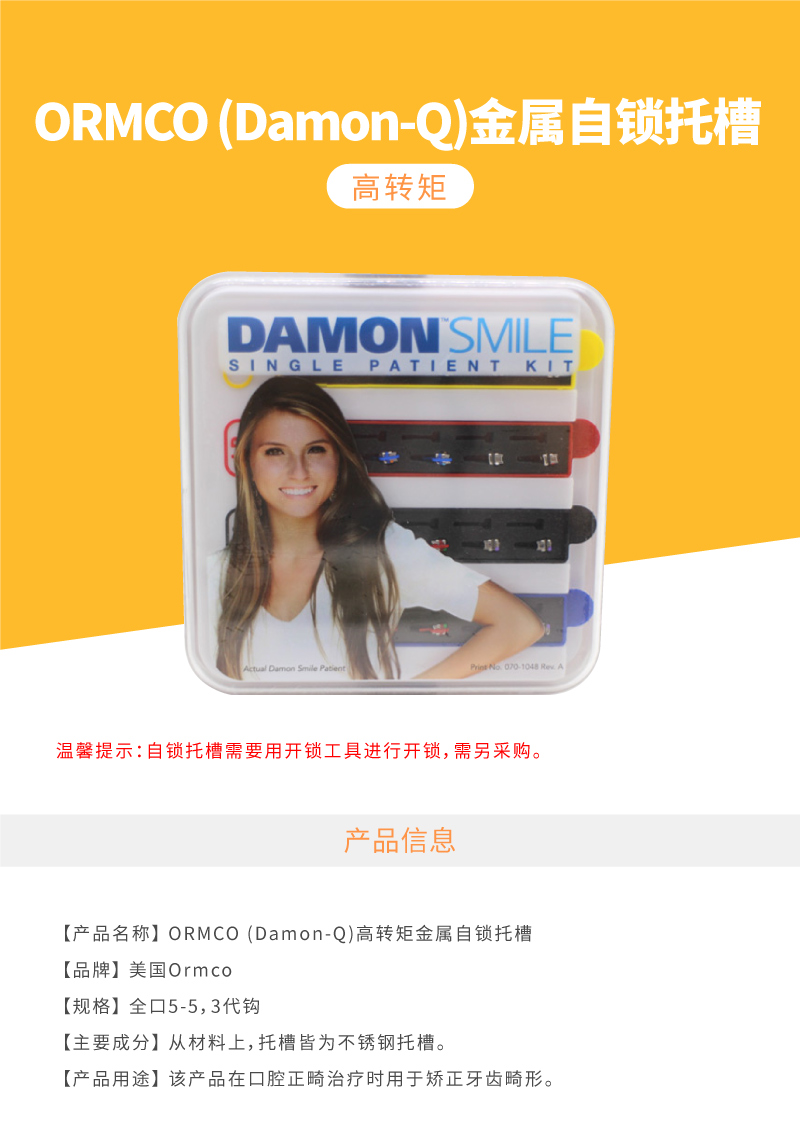 ORMCO (Damon-Q)金属自锁托槽
高转矩
DAMON™SMILE
SINGLE PATIENT KIT
Actual Damon Smile Patient
Print No: 070-1048 Rev. A
温馨提示：自锁托槽需要用开锁工具进行开锁，需另采购。
产品信息
【产品名称】ORMCO (Damon-Q)高转矩金属自锁托槽
【品牌】美国Ormco
【规格】全口5-5，3代钩
【主要成分】从材料上，托槽皆为不锈钢托槽。
【产品用途】该产品在口腔正畸治疗时用于矫正牙齿畸形。